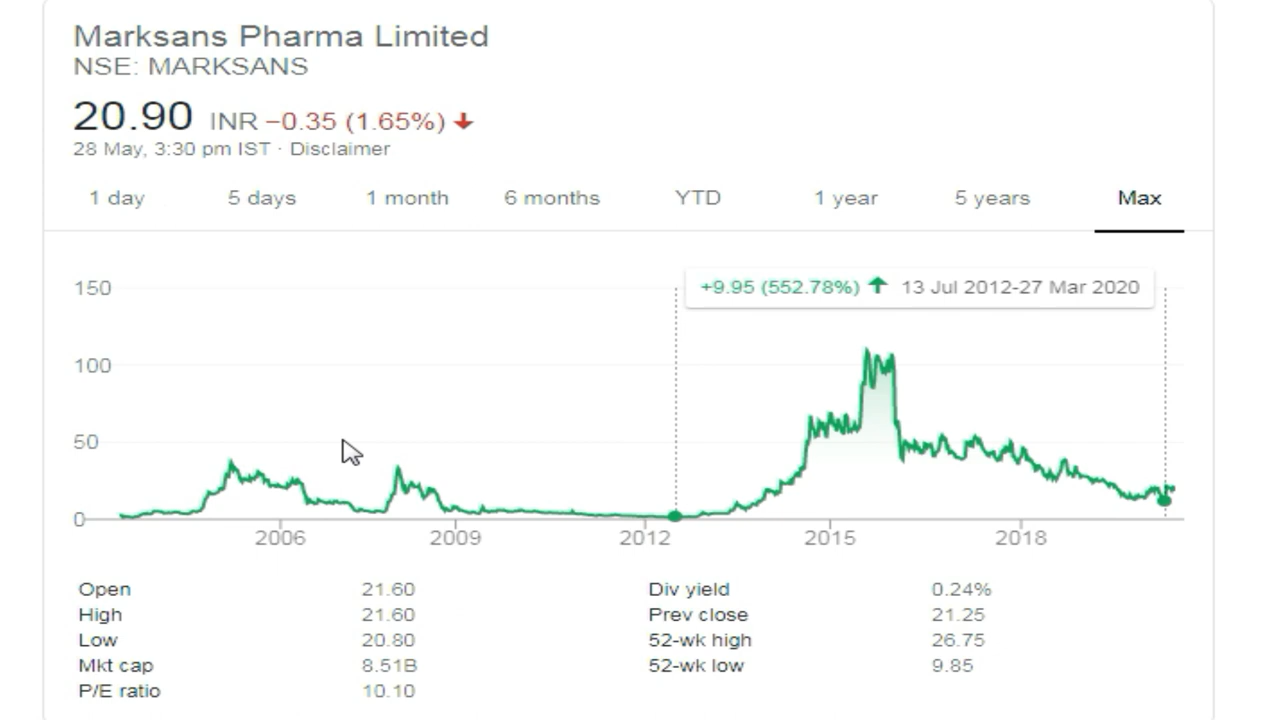 Marksans Pharma Limited
NSE: MARKSANS
20.90 INR −0.35 (1.65%)
28 May, 3:30 pm IST · Disclaimer
1 day 5 days 1 month 6 months YTD 1 year 5 years Max
+9.95 (552.78%) 13 Jul 2012-27 Mar 2020
150
100
50
0
2006 2009 2012 2015 2018
Open 21.60 Div yield 0.24%
High 21.60 Prev close 21.25
Low 20.80 52-wk high 26.75
Mkt cap 8.51B 52-wk low 9.85
P/E ratio 10.10